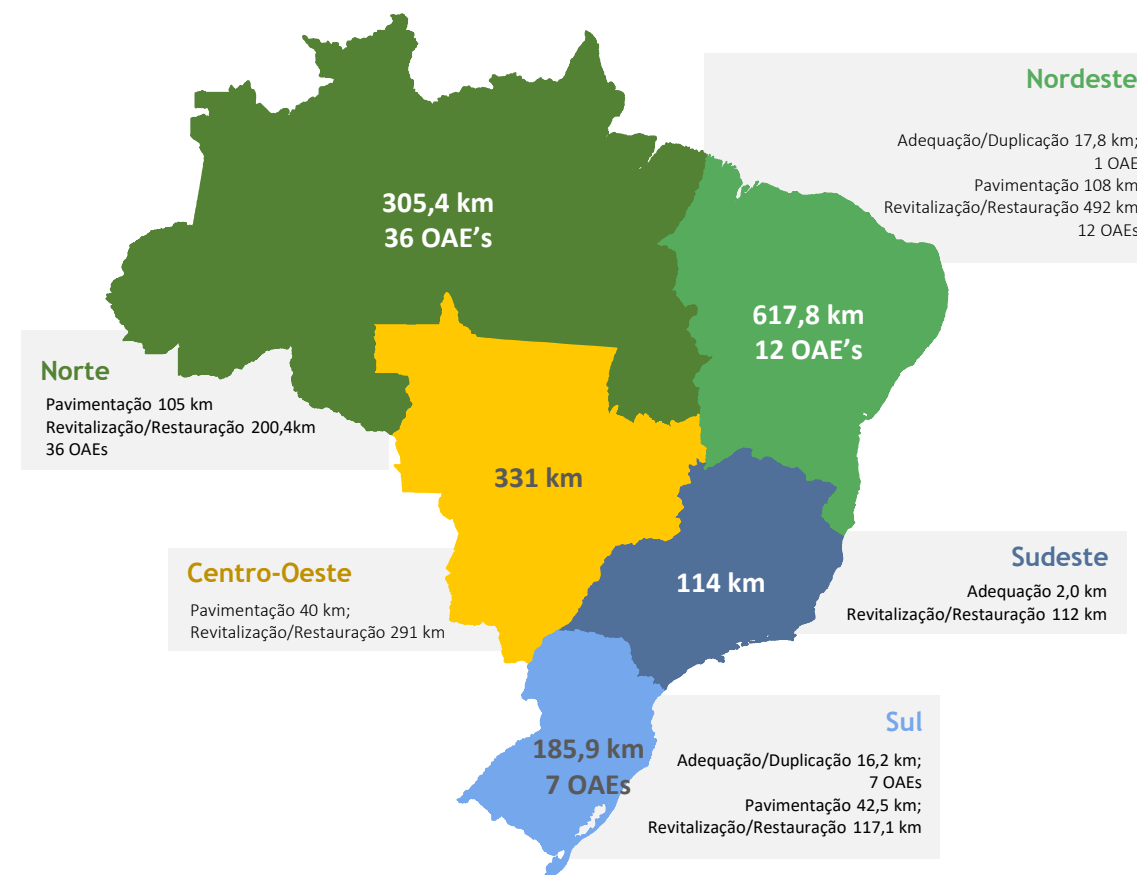 Nordeste
Adequação/Duplicação 17,8 km;
1 OAE
Pavimentação 108 km
Revitalização/Restauração 492 km
12 OAEs
305,4 km
36 OAE’s
617,8 km
12 OAE’s
Norte
Pavimentação 105 km
Revitalização/Restauração 200,4km
36 OAEs
331 km
Centro-Oeste
Pavimentação 40 km;
Revitalização/Restauração 291 km
114 km
Sudeste
Adequação 2,0 km
Revitalização/Restauração 112 km
185,9 km
7 OAEs
Sul
Adequação/Duplicação 16,2 km;
7 OAEs
Pavimentação 42,5 km;
Revitalização/Restauração 117,1 km